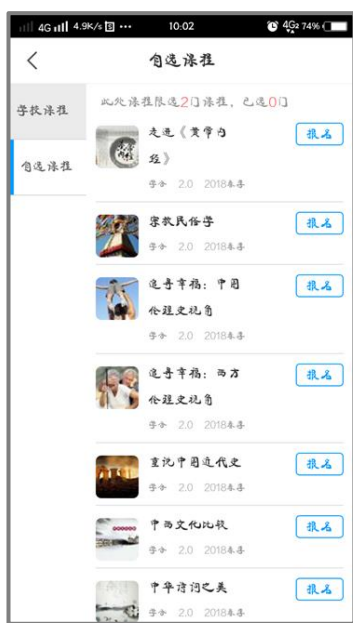 4G 4.9K/s ... 10:02 4G2 74%
自选课程
学校课程
自选课程
此处课程限选2门课程，已选0门
走进《黄帝内
经》
报名
学分 2.0 2018春季
宗教民俗学
报名
学分 2.0 2018春季
追寻幸福：中国
伦理史视角
报名
学分 2.0 2018春季
追寻幸福：西方
伦理史视角
报名
学分 2.0 2018春季
重说中国近代史
报名
学分 2.0 2018春季
中西文化比较
报名
学分 2.0 2018春季
中华诗词之美
报名
学分 2.0 2018春季